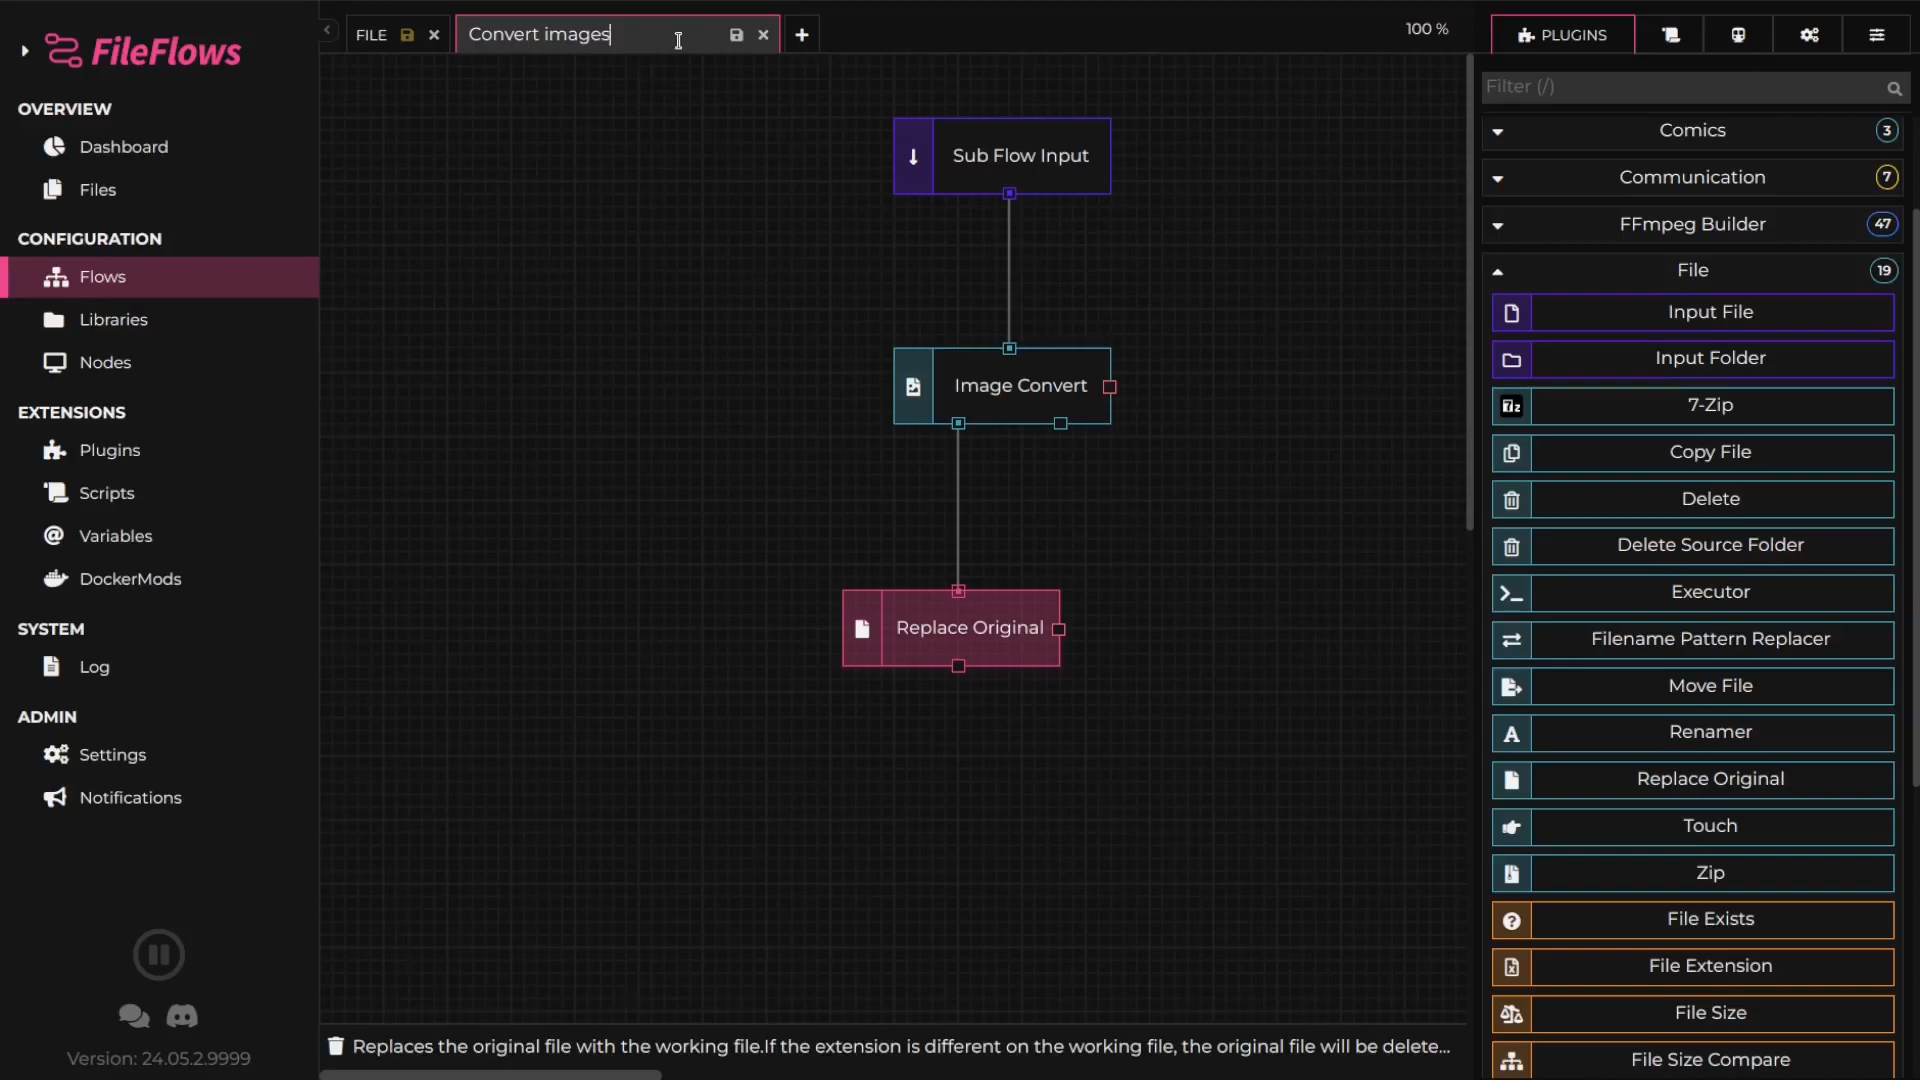 FileFlows
OVERVIEW
Dashboard
Files
CONFIGURATION
Flows
Libraries
Nodes
EXTENSIONS
Plugins
Scripts
Variables
DockerMods
SYSTEM
Log
ADMIN
Settings
Notifications
Version: 24.05.2.9999
FILE
Convert images
100 %
Sub Flow Input
Image Convert
Replace Original
Replaces the original file with the working file.If the extension is different on the working file, the original file will be delete...
PLUGINS
Filter (/)
Comics 3
Communication 7
FFmpeg Builder 47
File 19
Input File
Input Folder
7z 7-Zip
Copy File
Delete
Delete Source Folder
Executor
Filename Pattern Replacer
Move File
Renamer
Replace Original
Touch
Zip
File Exists
File Extension
File Size
File Size Compare